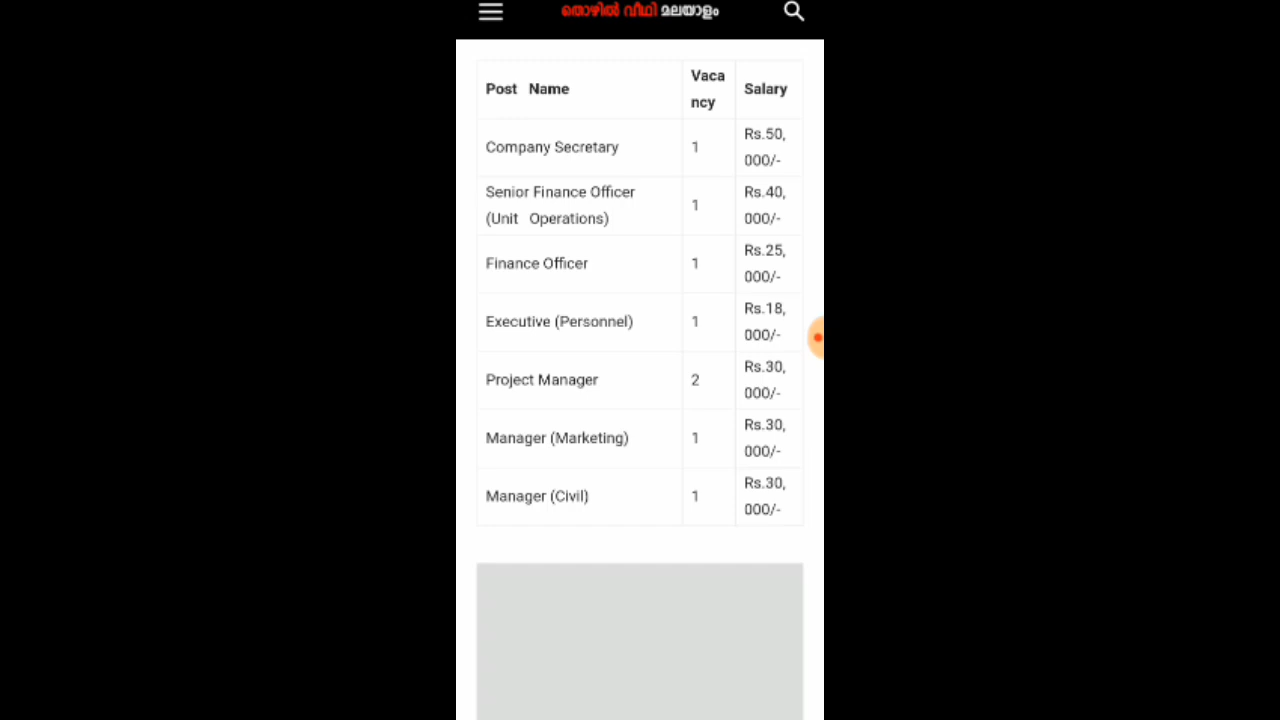 തൊഴിൽ വീഥി മലയാളം
Post Name
Vaca
ncy
Salary
Company Secretary
1
Rs.50,
000/-
Senior Finance Officer
(Unit Operations)
1
Rs.40,
000/-
Finance Officer
1
Rs.25,
000/-
Executive (Personnel)
1
Rs.18,
000/-
Project Manager
2
Rs.30,
000/-
Manager (Marketing)
1
Rs.30,
000/-
Manager (Civil)
1
Rs.30,
000/-